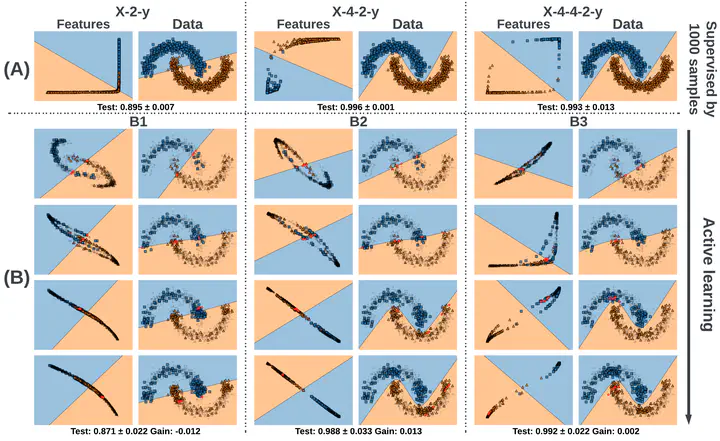 X-2-y X-4-2-y X-4-4-2-y
Features Data Features Data Features Data
(A)
Supervised by
1000 samples
Test: 0.895 ± 0.007 Test: 0.996 ± 0.001 Test: 0.993 ± 0.013
B1 B2 B3
(B)
Active learning
Test: 0.871 ± 0.022 Gain: -0.012 Test: 0.988 ± 0.033 Gain: 0.013 Test: 0.992 ± 0.022 Gain: 0.002